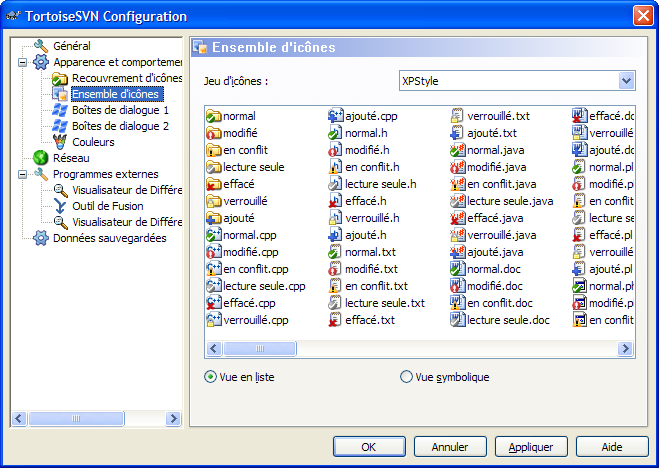 TortoiseSVN Configuration
Général
Apparence et comportemen
Recouvrement d'icônes
Ensemble d'icônes
Boîtes de dialogue 1
Boîtes de dialogue 2
Couleurs
Réseau
Programmes externes
Visualisateur de Différe
Outil de Fusion
Visualisateur de Différe
Données sauvegardées
Ensemble d'icônes
Jeu d'icônes :
XPStyle
normal
modifié
en conflit
lecture seule
effacé
verrouillé
ajouté
normal.cpp
modifié.cpp
en conflit.cpp
lecture seule.cpp
effacé.cpp
verrouillé.cpp
ajouté.cpp
normal.h
modifié.h
en conflit.h
lecture seule.h
effacé.h
verrouillé.h
ajouté.h
normal.txt
modifié.txt
en conflit.txt
lecture seule.txt
effacé.txt
verrouillé.txt
ajouté.txt
normal.java
modifié.java
en conflit.java
lecture seule.java
effacé.java
verrouillé.java
ajouté.java
normal.doc
modifié.doc
en conflit.doc
lecture seule.doc
effacé.do
verrouillé
ajouté.do
normal.pl
modifié.p
en conflit
lecture se
effacé.pl
verrouillé
ajouté.pl
normal.ph
modifié.p
en conflit
Vue en liste
Vue symbolique
OK
Annuler
Appliquer
Aide